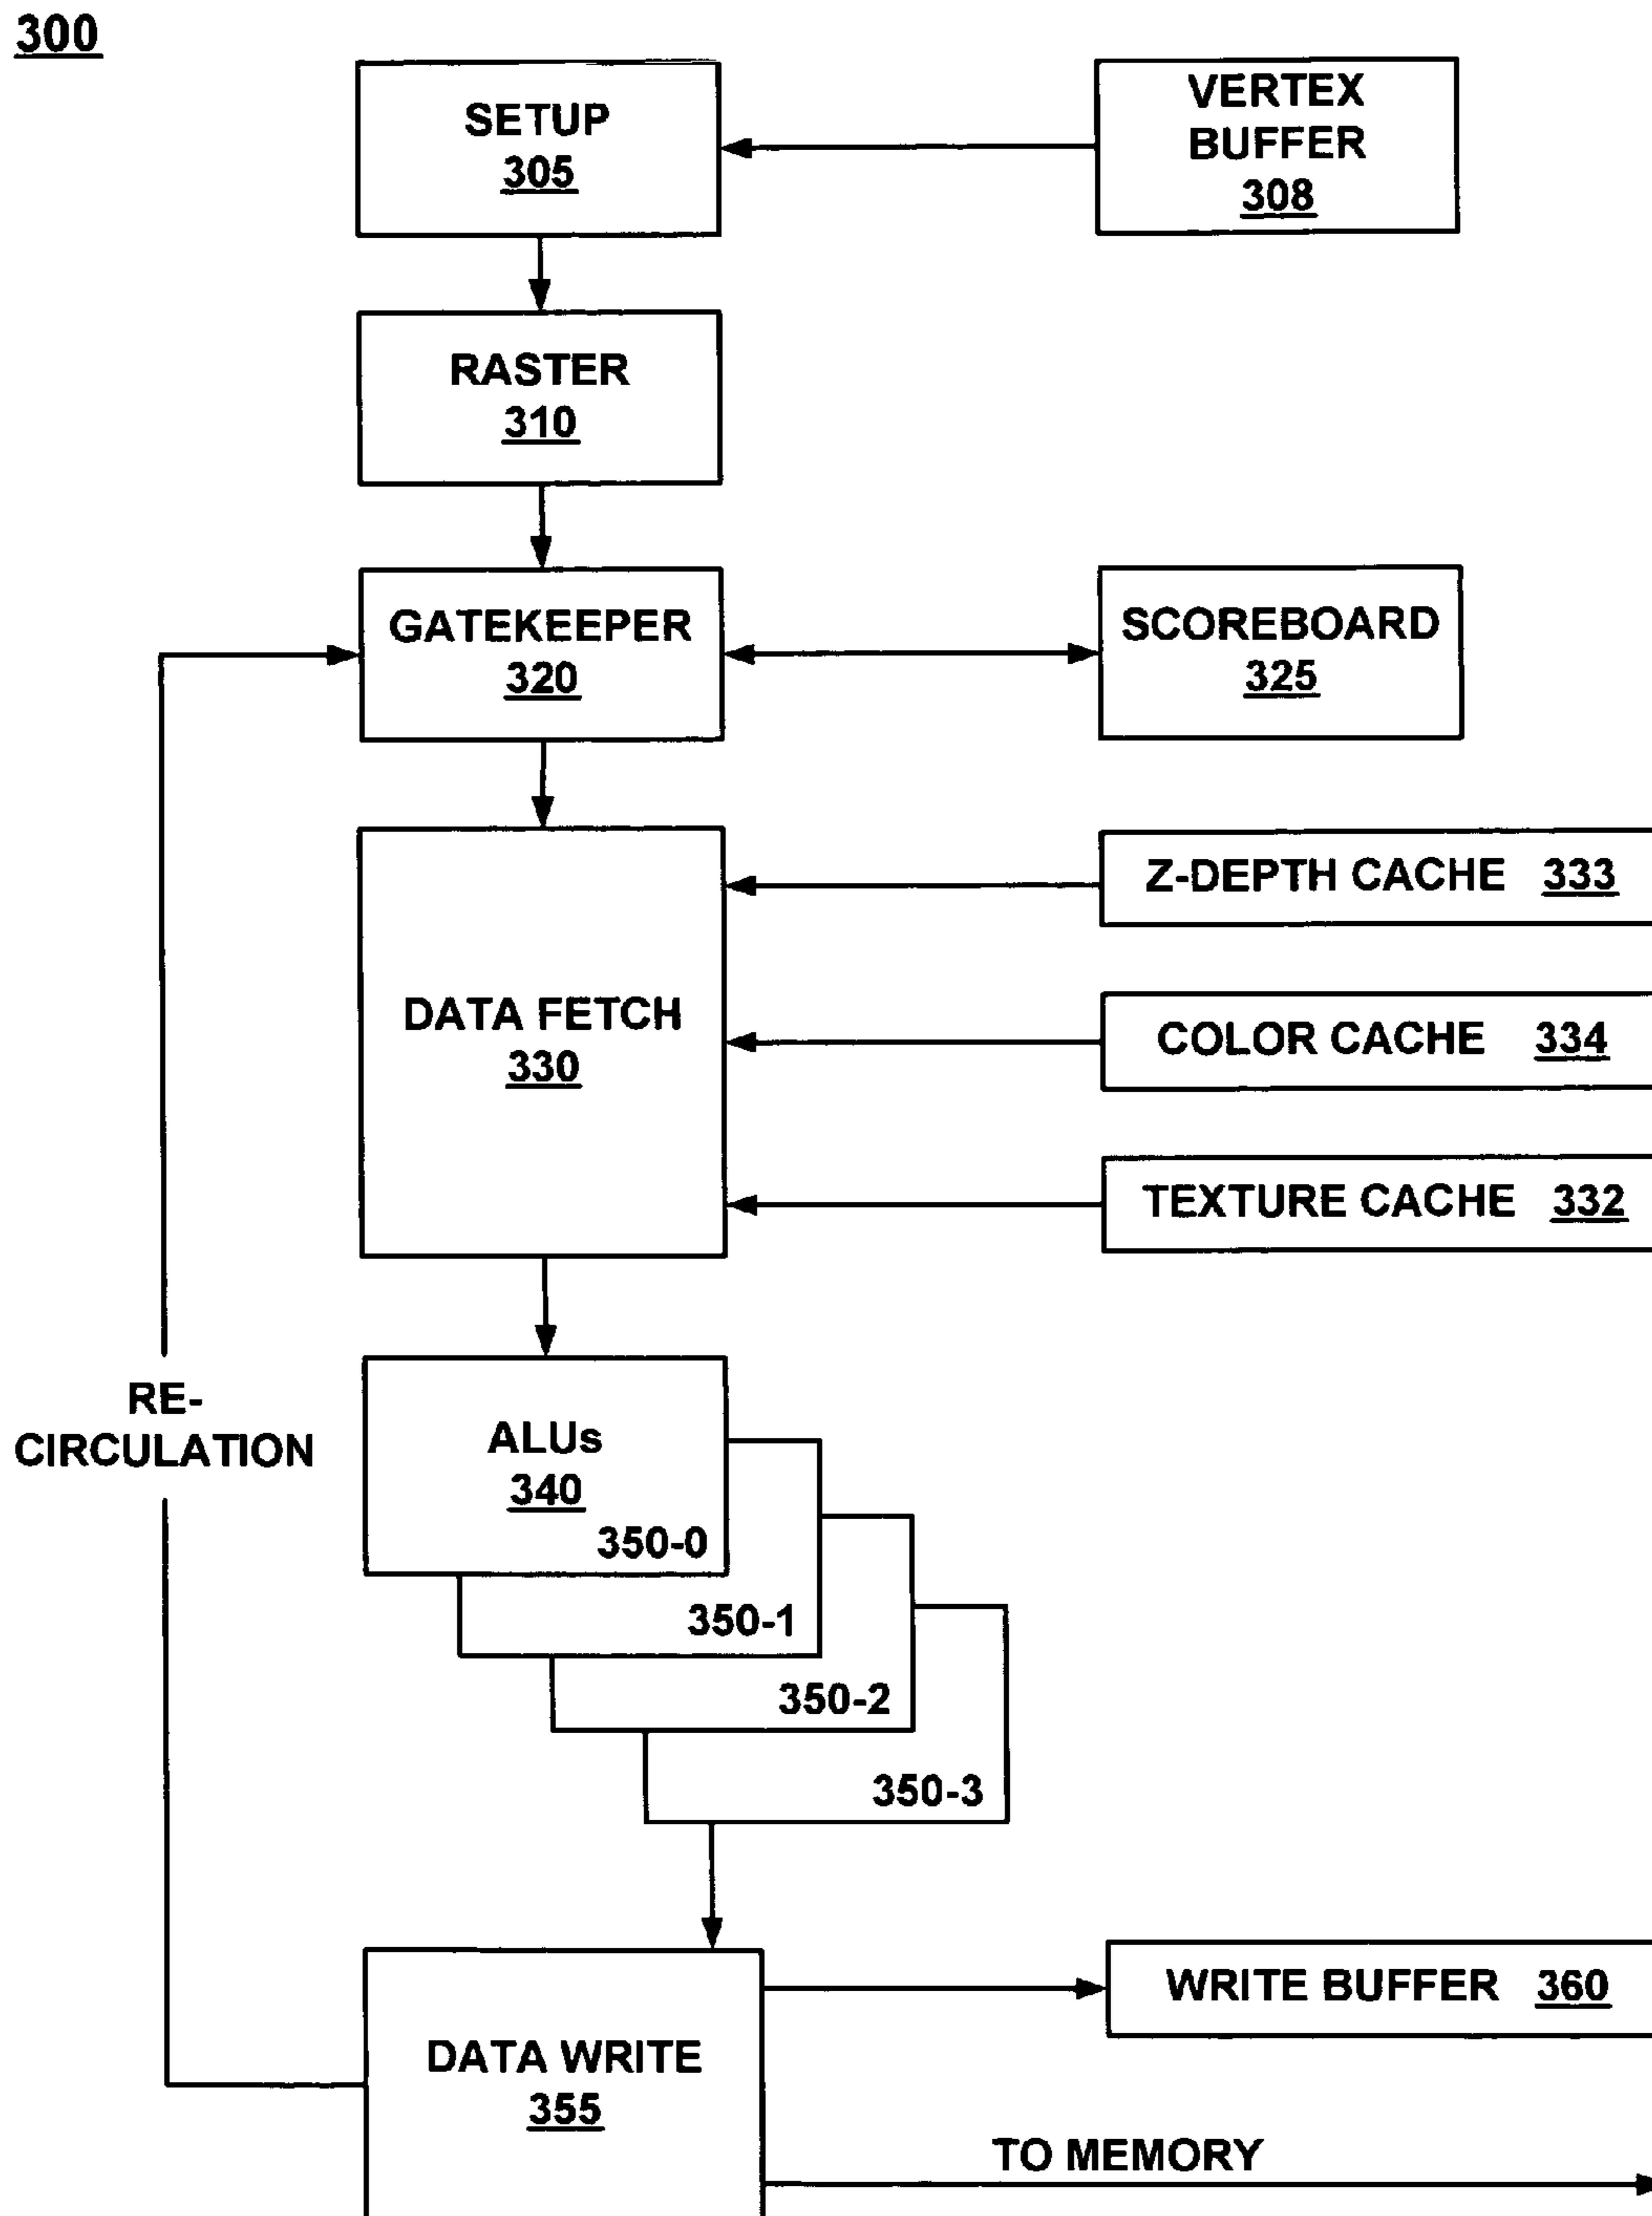 300
SETUP
305
VERTEX
BUFFER
308
RASTER
310
GATEKEEPER
320
SCOREBOARD
325
DATA FETCH
330
Z-DEPTH CACHE 333
COLOR CACHE 334
TEXTURE CACHE 332
RE-
CIRCULATION
ALUs
340
350-0
350-1
350-2
350-3
DATA WRITE
355
WRITE BUFFER 360
TO MEMORY